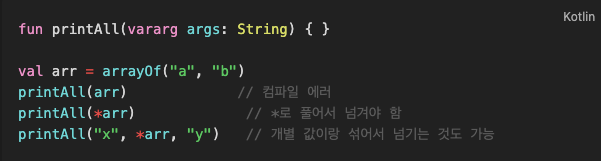 Kotlin
fun printAll(vararg args: String) { }
val arr = arrayOf("a", "b")
printAll(arr) // 컴파일 에러
printAll(*arr) // *로 풀어서 넘겨야 함
printAll("x", *arr, "y") // 개별 값이랑 섞어서 넘기는 것도 가능